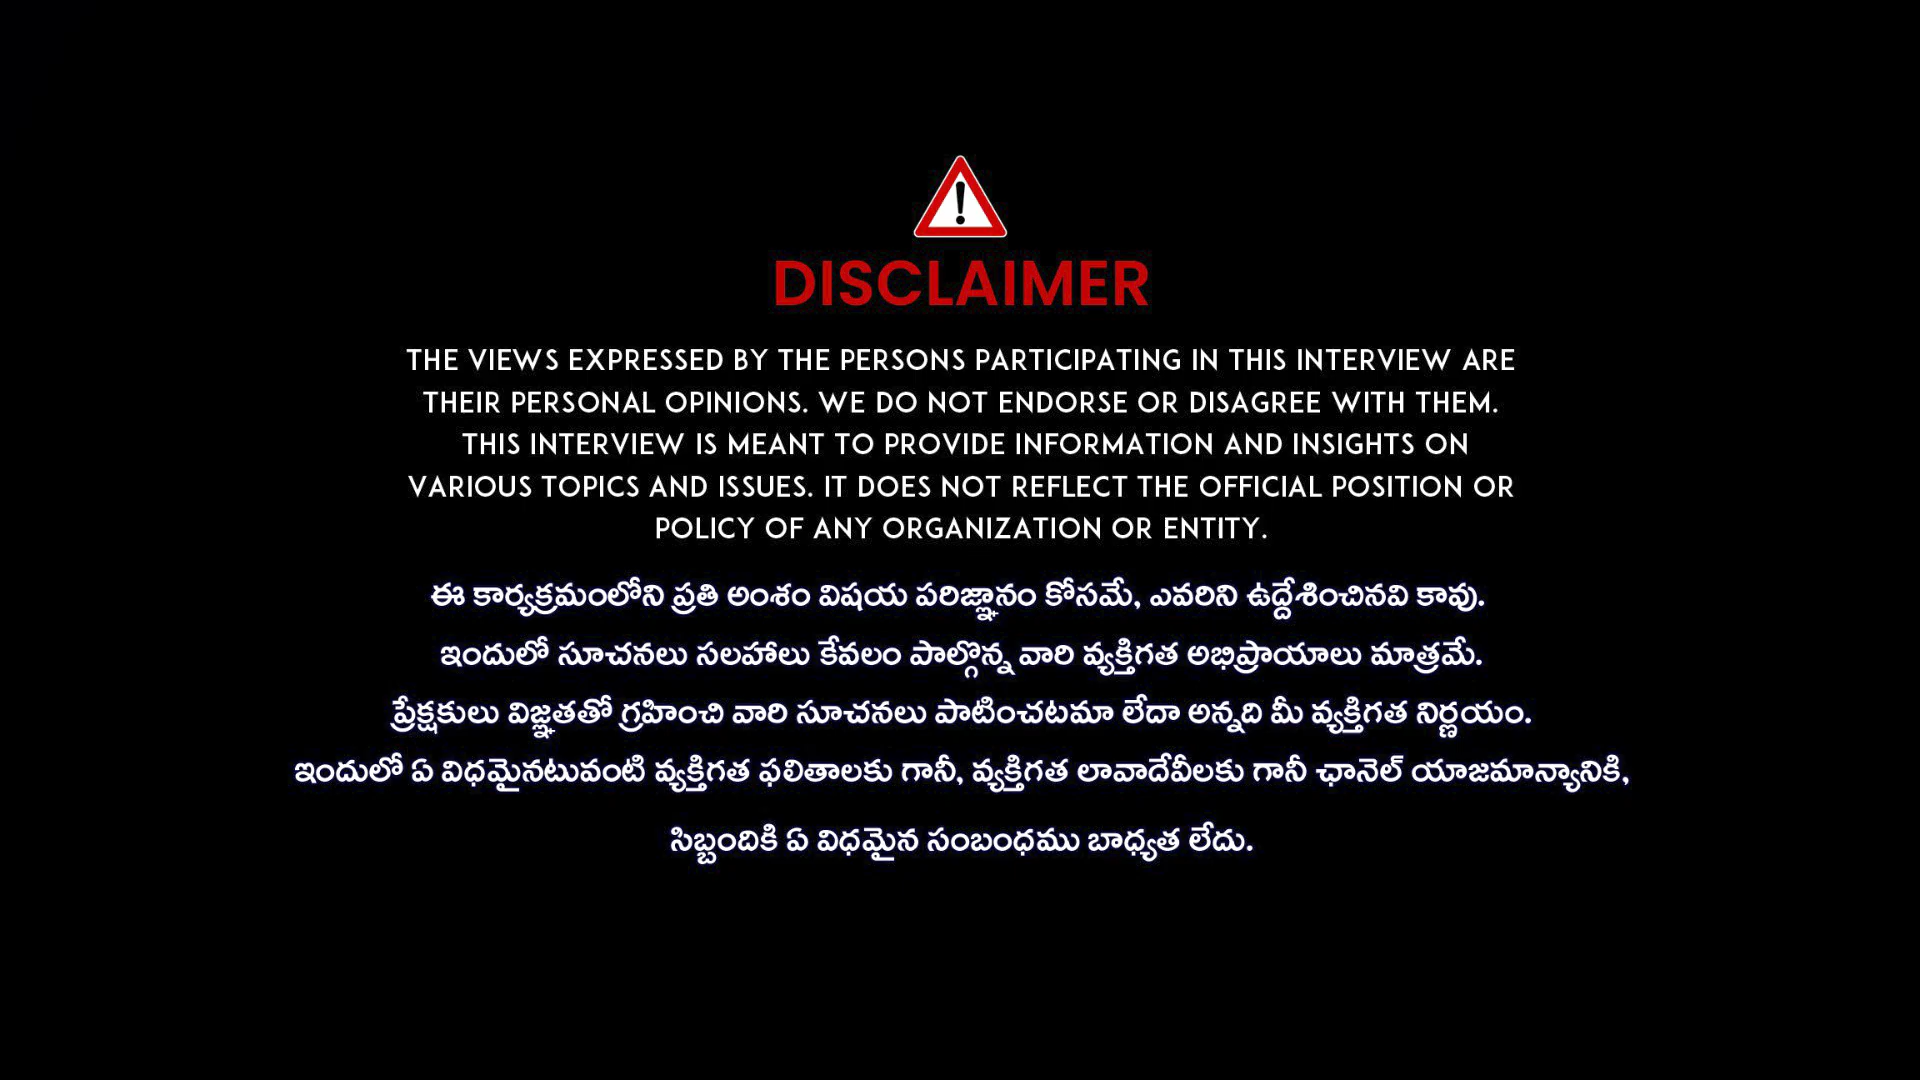 DISCLAIMER
THE VIEWS EXPRESSED BY THE PERSONS PARTICIPATING IN THIS INTERVIEW ARE
THEIR PERSONAL OPINIONS. WE DO NOT ENDORSE OR DISAGREE WITH THEM.
THIS INTERVIEW IS MEANT TO PROVIDE INFORMATION AND INSIGHTS ON
VARIOUS TOPICS AND ISSUES. IT DOES NOT REFLECT THE OFFICIAL POSITION OR
POLICY OF ANY ORGANIZATION OR ENTITY.
ఈ కార్యక్రమంలోని ప్రతి అంశం విషయ పరిజ్ఞానం కోసమే, ఎవరిని ఉద్దేశించినవి కావు.
ఇందులో సూచనలు సలహాలు కేవలం పాల్గొన్న వారి వ్యక్తిగత అభిప్రాయాలు మాత్రమే.
ప్రేక్షకులు విజ్ఞతతో గ్రహించి వారి సూచనలు పాటించటమా లేదా అన్నది మీ వ్యక్తిగత నిర్ణయం.
ఇందులో ఏ విధమైనటువంటి వ్యక్తిగత ఫలితాలకు గానీ, వ్యక్తిగత లావాదేవీలకు గానీ ఛానెల్ యాజమాన్యానికి,
సిబ్బందికి ఏ విధమైన సంబంధము బాధ్యత లేదు.